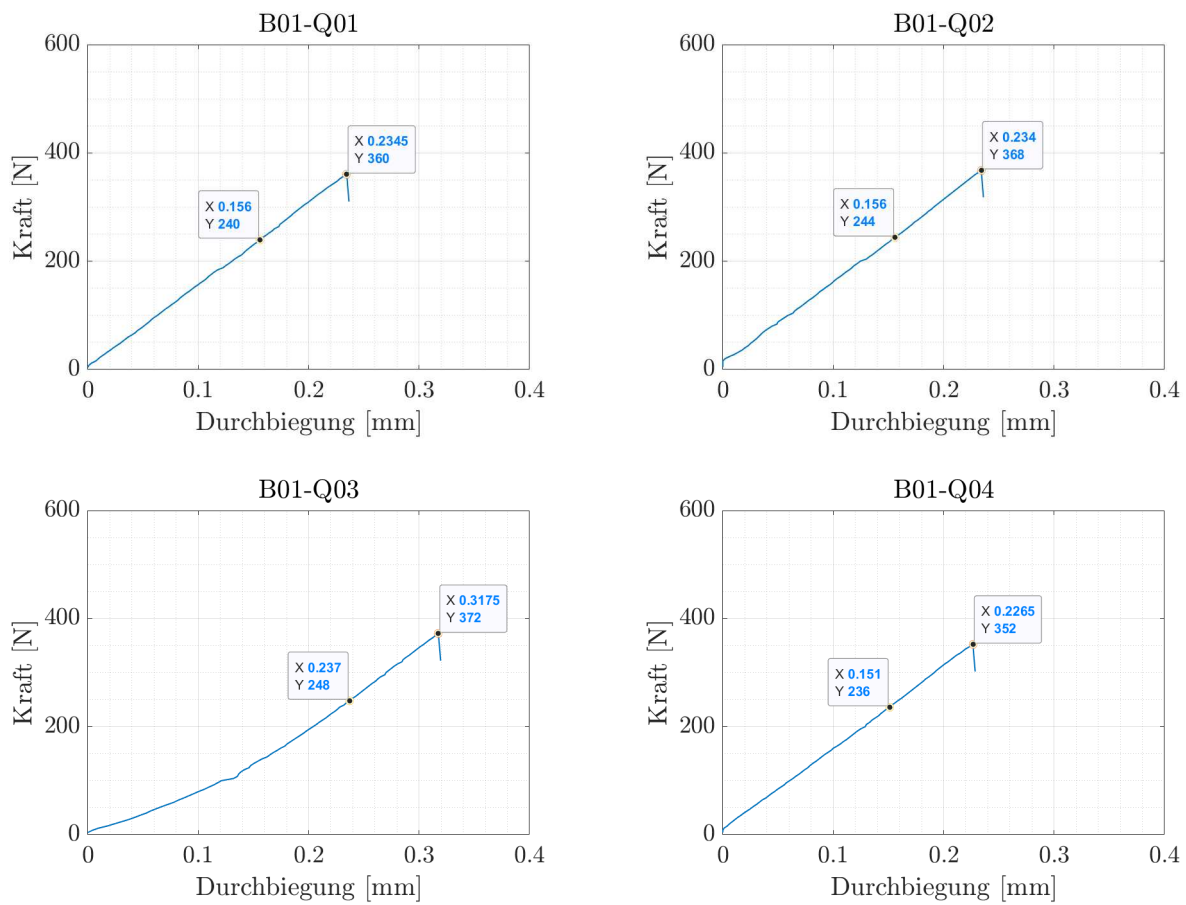 B01-Q01
600
400
200
0
Kraft [N]
X 0.2345
Y 360
X 0.156
Y 240
0 0.1 0.2 0.3 0.4
Durchbiegung [mm]
B01-Q02
600
400
200
0
Kraft [N]
X 0.234
Y 368
X 0.156
Y 244
0 0.1 0.2 0.3 0.4
Durchbiegung [mm]
B01-Q03
600
400
200
0
Kraft [N]
X 0.3175
Y 372
X 0.237
Y 248
0 0.1 0.2 0.3 0.4
Durchbiegung [mm]
B01-Q04
600
400
200
0
Kraft [N]
X 0.2265
Y 352
X 0.151
Y 236
0 0.1 0.2 0.3 0.4
Durchbiegung [mm]